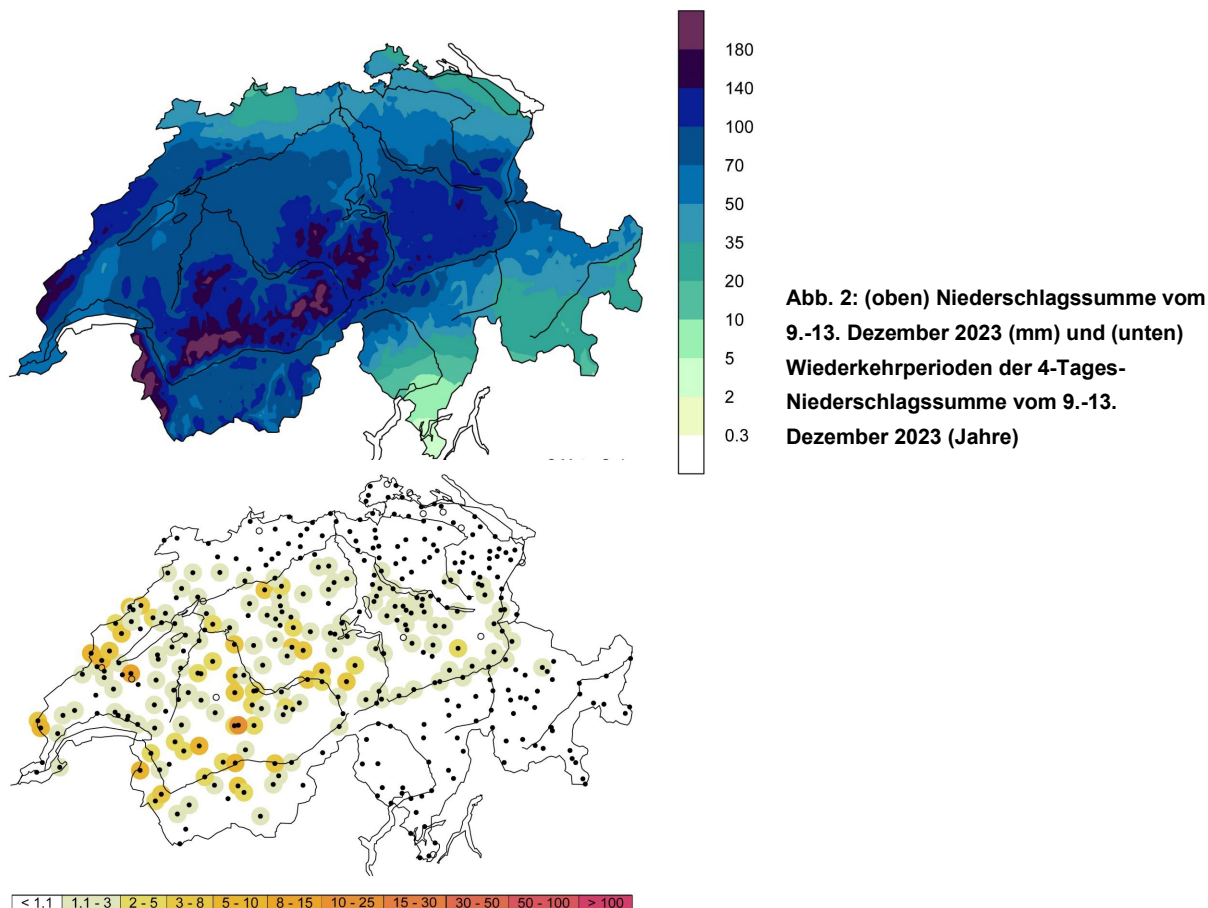 180
140
100
70
50
35
20
10
5
2
0.3
Abb. 2: (oben) Niederschlagssumme vom
9.-13. Dezember 2023 (mm) und (unten)
Wiederkehrperioden der 4-Tages-
Niederschlagssumme vom 9.-13.
Dezember 2023 (Jahre)
< 1.1 1.1 - 3 2 - 5 3 - 8 5 - 10 8 - 15 10 - 25 15 - 30 30 - 50 50 - 100 > 100